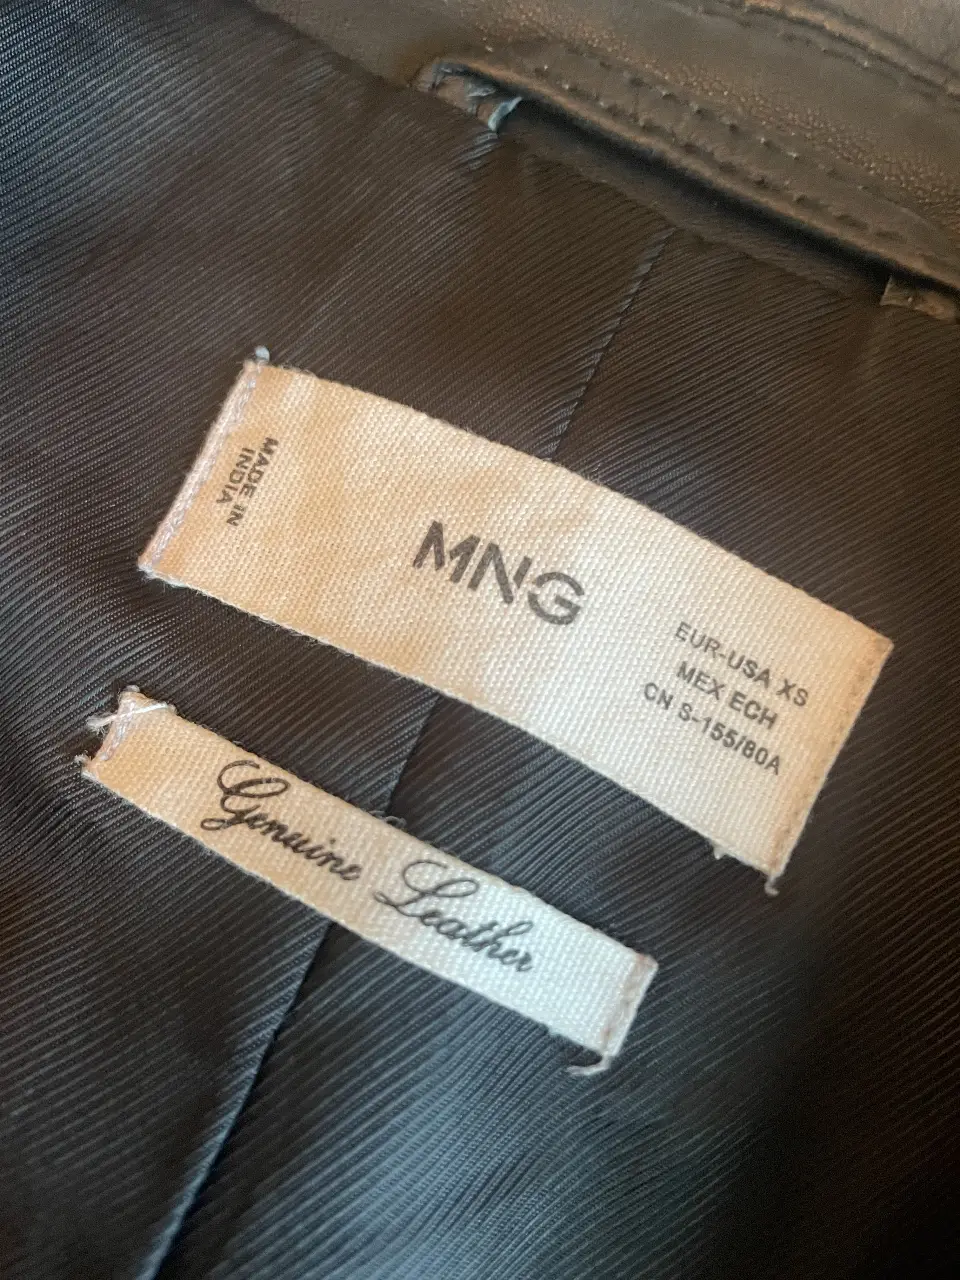 MADE IN
INDIA
MNG
EUR-USA XS
MEX ECH
CN S-155/80A
Genuine Leather